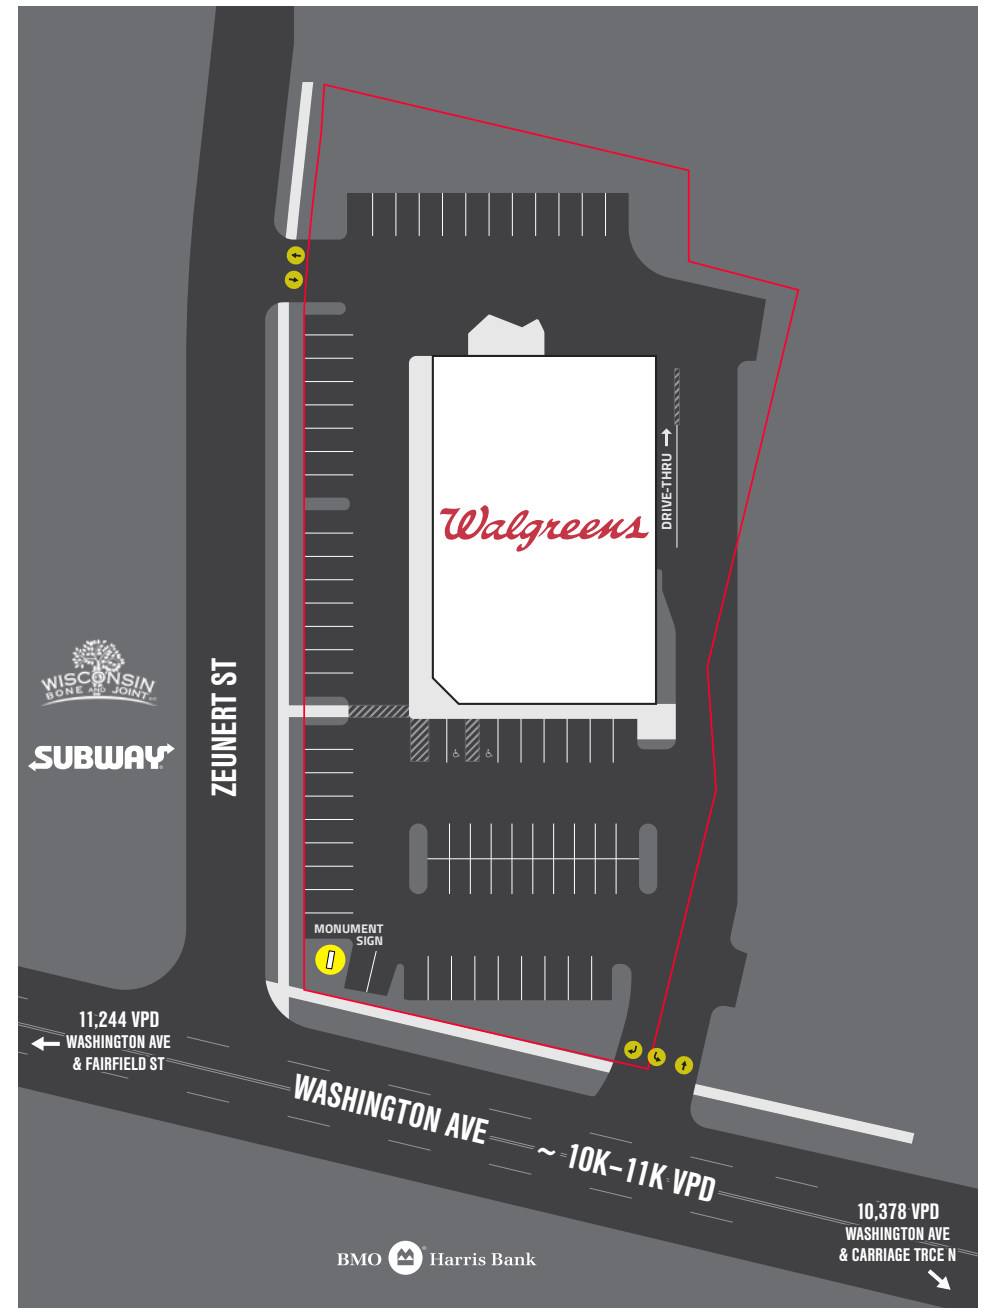 DRIVE-THRU
Walgreens
WISCONSIN
BONE AND JOINT
SUBWAY
ZEUNERT ST
MONUMENT
SIGN
11,244 VPD
WASHINGTON AVE
& FAIRFIELD ST
WASHINGTON AVE ~ 10K–11K VPD
10,378 VPD
WASHINGTON AVE
& CARRIAGE TRCE N
BMO Harris Bank